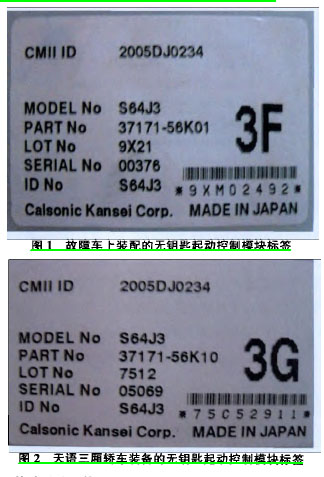 CMII ID 2005DJ0234
MODEL No S64J3
PART No 37171-56K01
LOT No 9X21
SERIAL No 00376
ID No S64J3
3F
*9XM02492*
Calsonic Kansei Corp. MADE IN JAPAN
图1 故障车上装配的无钥匙起动控制模块标签
CMII ID 2005DJ0234
MODEL No S64J3
PART No 37171-56K10
LOT No 7512
SERIAL No 05069
ID No S64J3
3G
*75C52911*
Calsonic Kansei Corp. MADE IN JAPAN
图2 天语三厢轿车装备的无钥匙起动控制模块标签